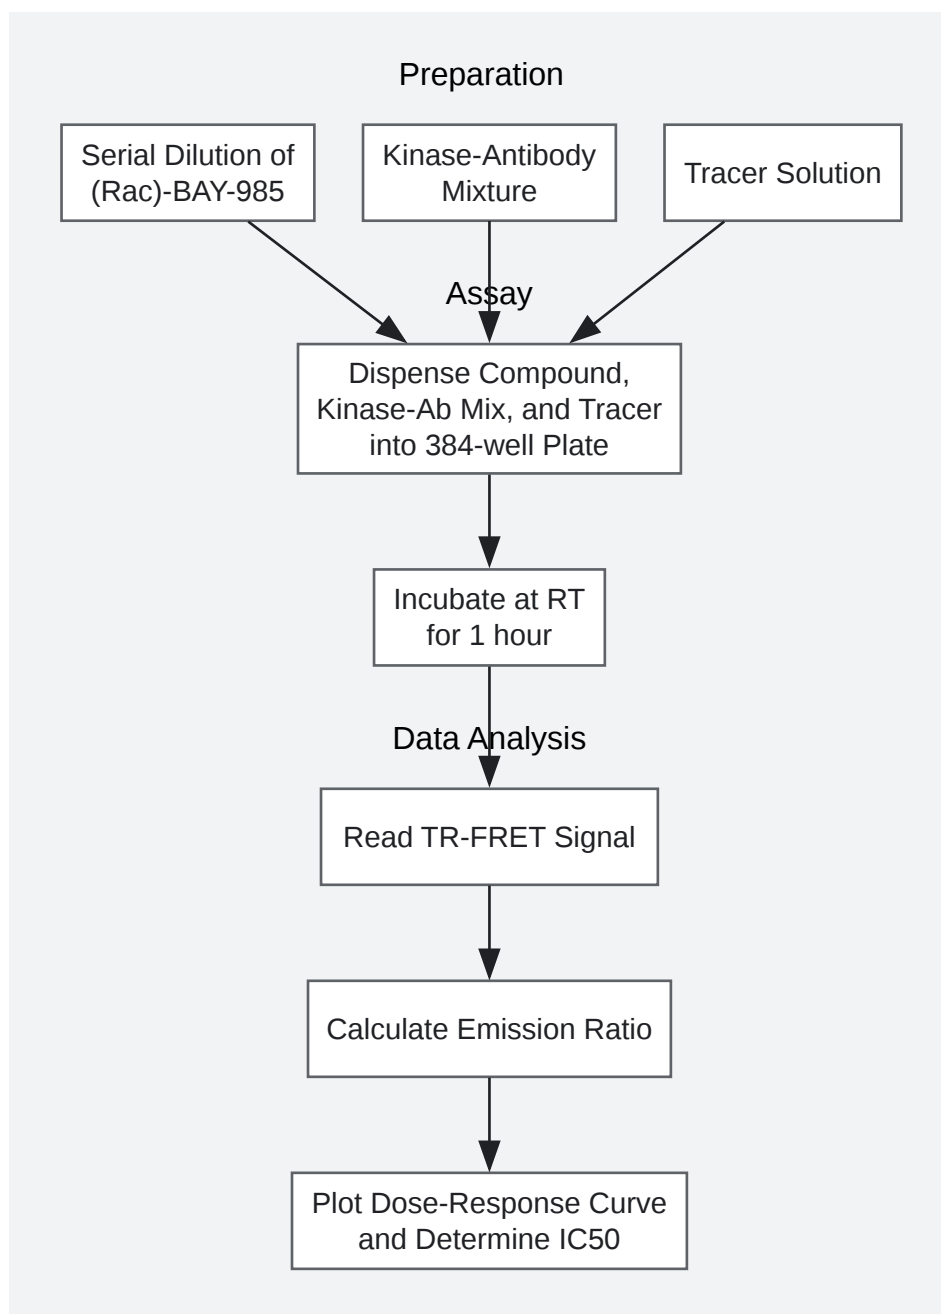 Preparation
Serial Dilution of
(Rac)-BAY-985
Kinase-Antibody
Mixture
Tracer Solution
Assay
Dispense Compound,
Kinase-Ab Mix, and Tracer
into 384-well Plate
Incubate at RT
for 1 hour
Data Analysis
Read TR-FRET Signal
Calculate Emission Ratio
Plot Dose-Response Curve
and Determine IC50